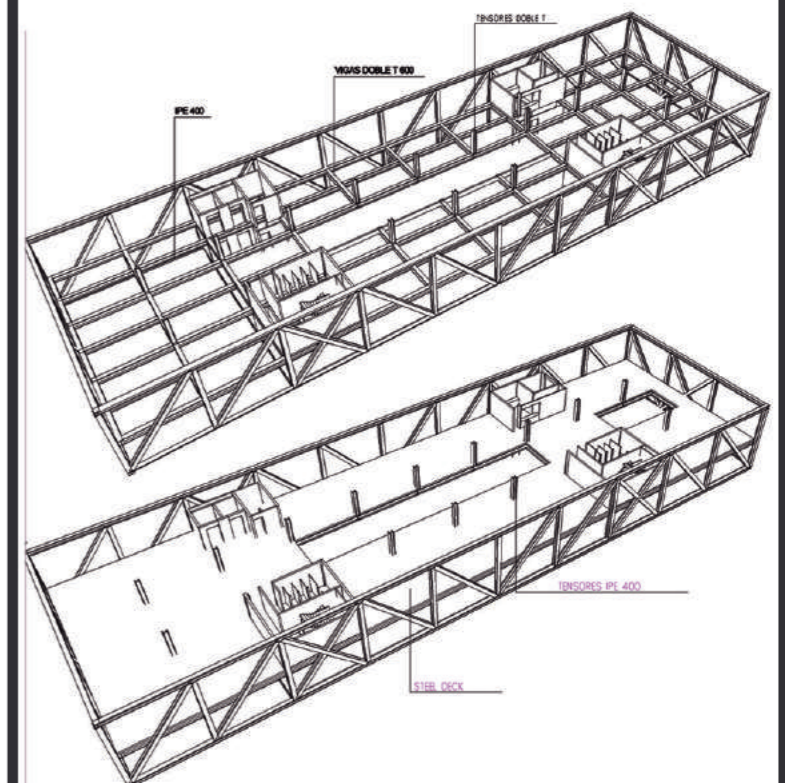 TENSORES DOBLE T
VIGAS DOBLE T 600
IPE 400
TENSORES IPE 400
STEEL DECK